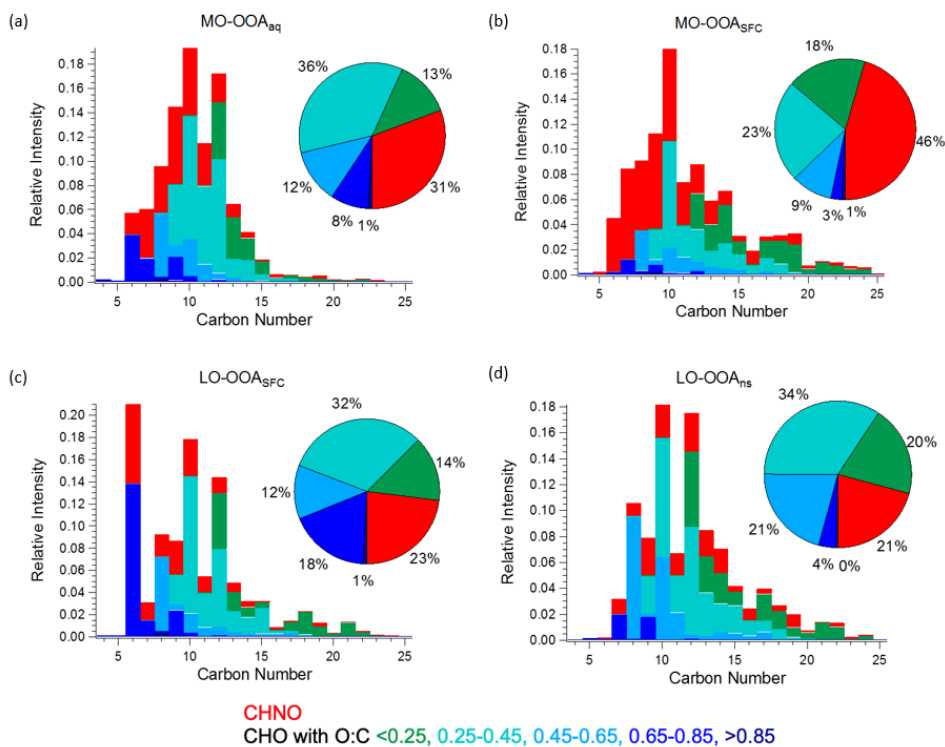 (a)
MO-OOAaq
Relative Intensity
0.18
0.16
0.14
0.12
0.10
0.08
0.06
0.04
0.02
0.00
5 10 15 20 25
Carbon Number
36%
13%
12%
31%
8%
1%
(b)
MO-OOASFC
Relative Intensity
0.18
0.16
0.14
0.12
0.10
0.08
0.06
0.04
0.02
0.00
5 10 15 20 25
Carbon Number
18%
23%
46%
9%
3%
1%
(c)
LO-OOASFC
Relative Intensity
0.20
0.18
0.16
0.14
0.12
0.10
0.08
0.06
0.04
0.02
0.00
5 10 15 20 25
Carbon Number
32%
14%
12%
23%
18%
1%
(d)
LO-OOAns
Relative Intensity
0.18
0.16
0.14
0.12
0.10
0.08
0.06
0.04
0.02
0.00
5 10 15 20 25
Carbon Number
34%
20%
21%
21%
4%
0%
CHNO
CHO with O:C <0.25, 0.25-0.45, 0.45-0.65, 0.65-0.85, >0.85